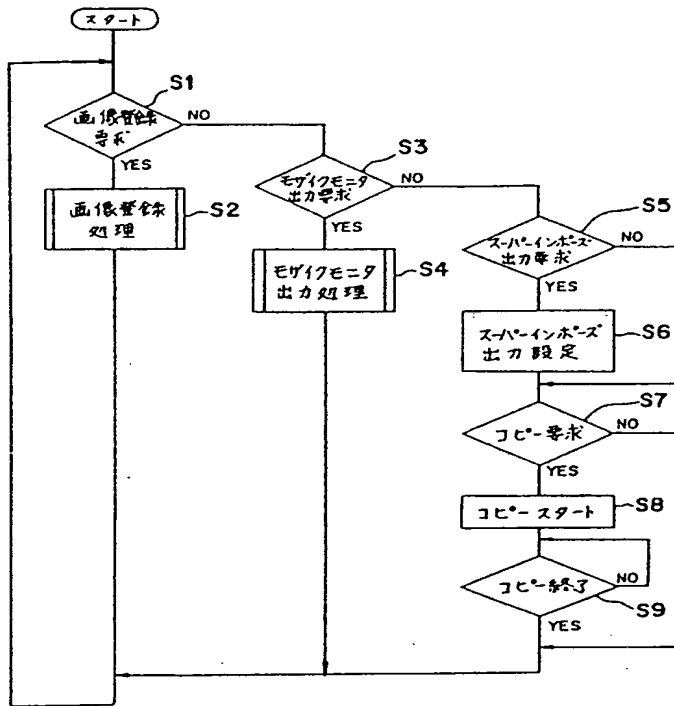 スタート
S1
画像登録
要求
NO
YES
S2
画像登録
処理
S3
モザイクモニタ
出力要求
NO
YES
S4
モザイクモニタ
出力処理
S5
スーパーインポーズ
出力要求
NO
YES
S6
スーパーインポーズ
出力設定
S7
コピー要求
NO
YES
S8
コピースタート
コピー終了
NO
S9
YES